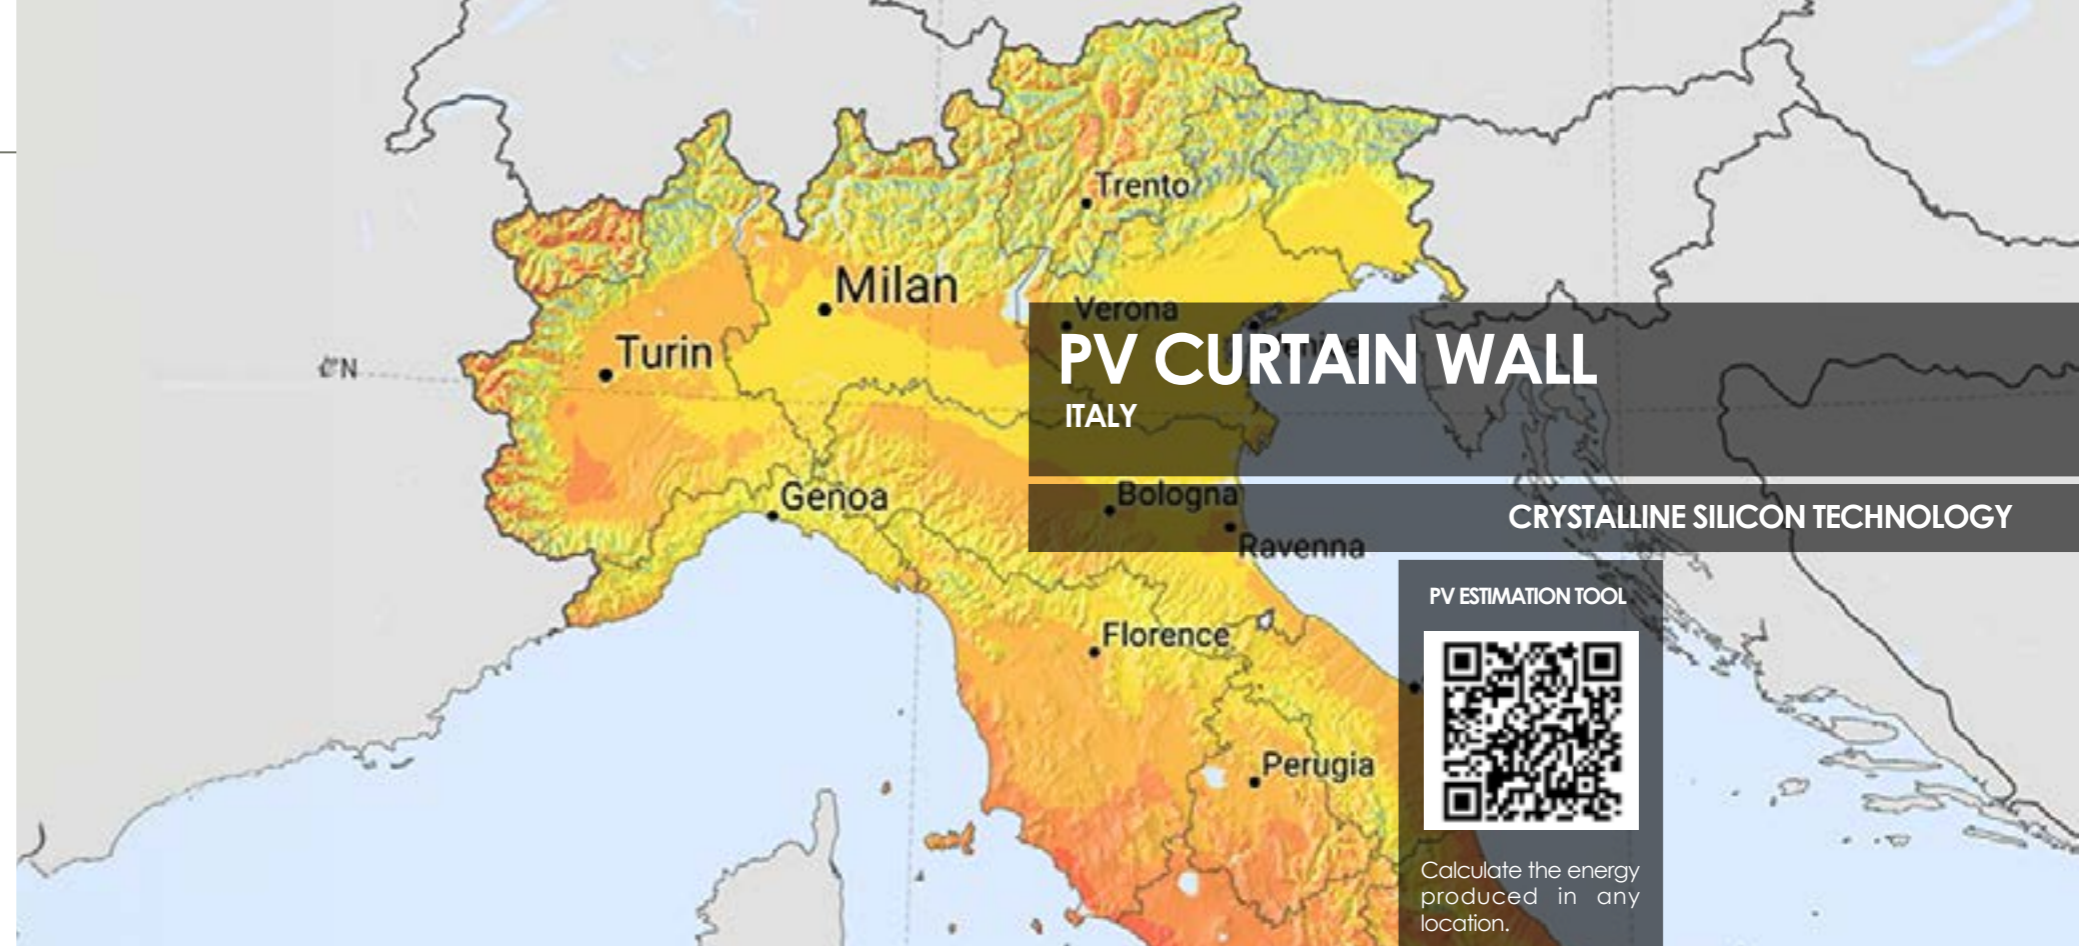 Trento
Milan
Verona
Turin
PV CURTAIN WALL
ITALY
Genoa
Bologna
CRYSTALLINE SILICON TECHNOLOGY
Ravenna
PV ESTIMATION TOOL
Florence
Perugia
Calculate the energy
produced in any
location.